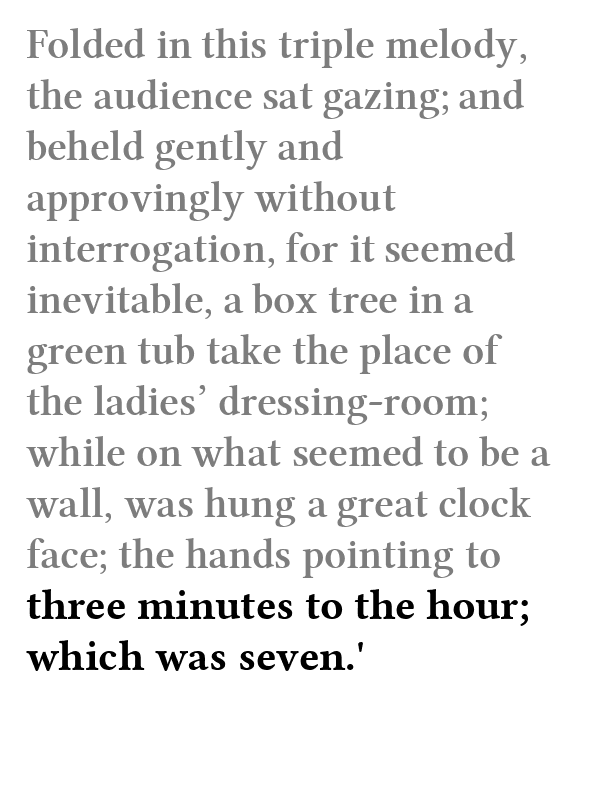 Folded in this triple melody,
the audience sat gazing; and
beheld gently and
approvingly without
interrogation, for it seemed
inevitable, a box tree in a
green tub take the place of
the ladies’ dressing-room;
while on what seemed to be a
wall, was hung a great clock
face; the hands pointing to
three minutes to the hour;
which was seven.'